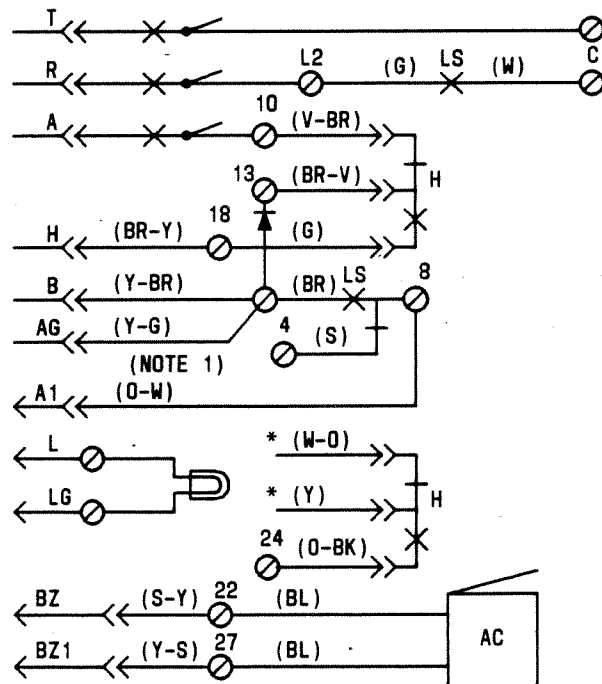 T
C
R L2 (G) LS (W)
A 10 (V-BR)
H
13 (BR-V)
H (BR-Y) 18 (G)
B (Y-BR) (BR) LS 8
AG (Y-G) 4 (S)
(NOTE 1)
A1 (O-W)
L * (W-O)
H
LG * (Y)
24 (O-BK)
BZ (S-Y) 22 (BL)
AC
BZ1 (Y-S) 27 (BL)